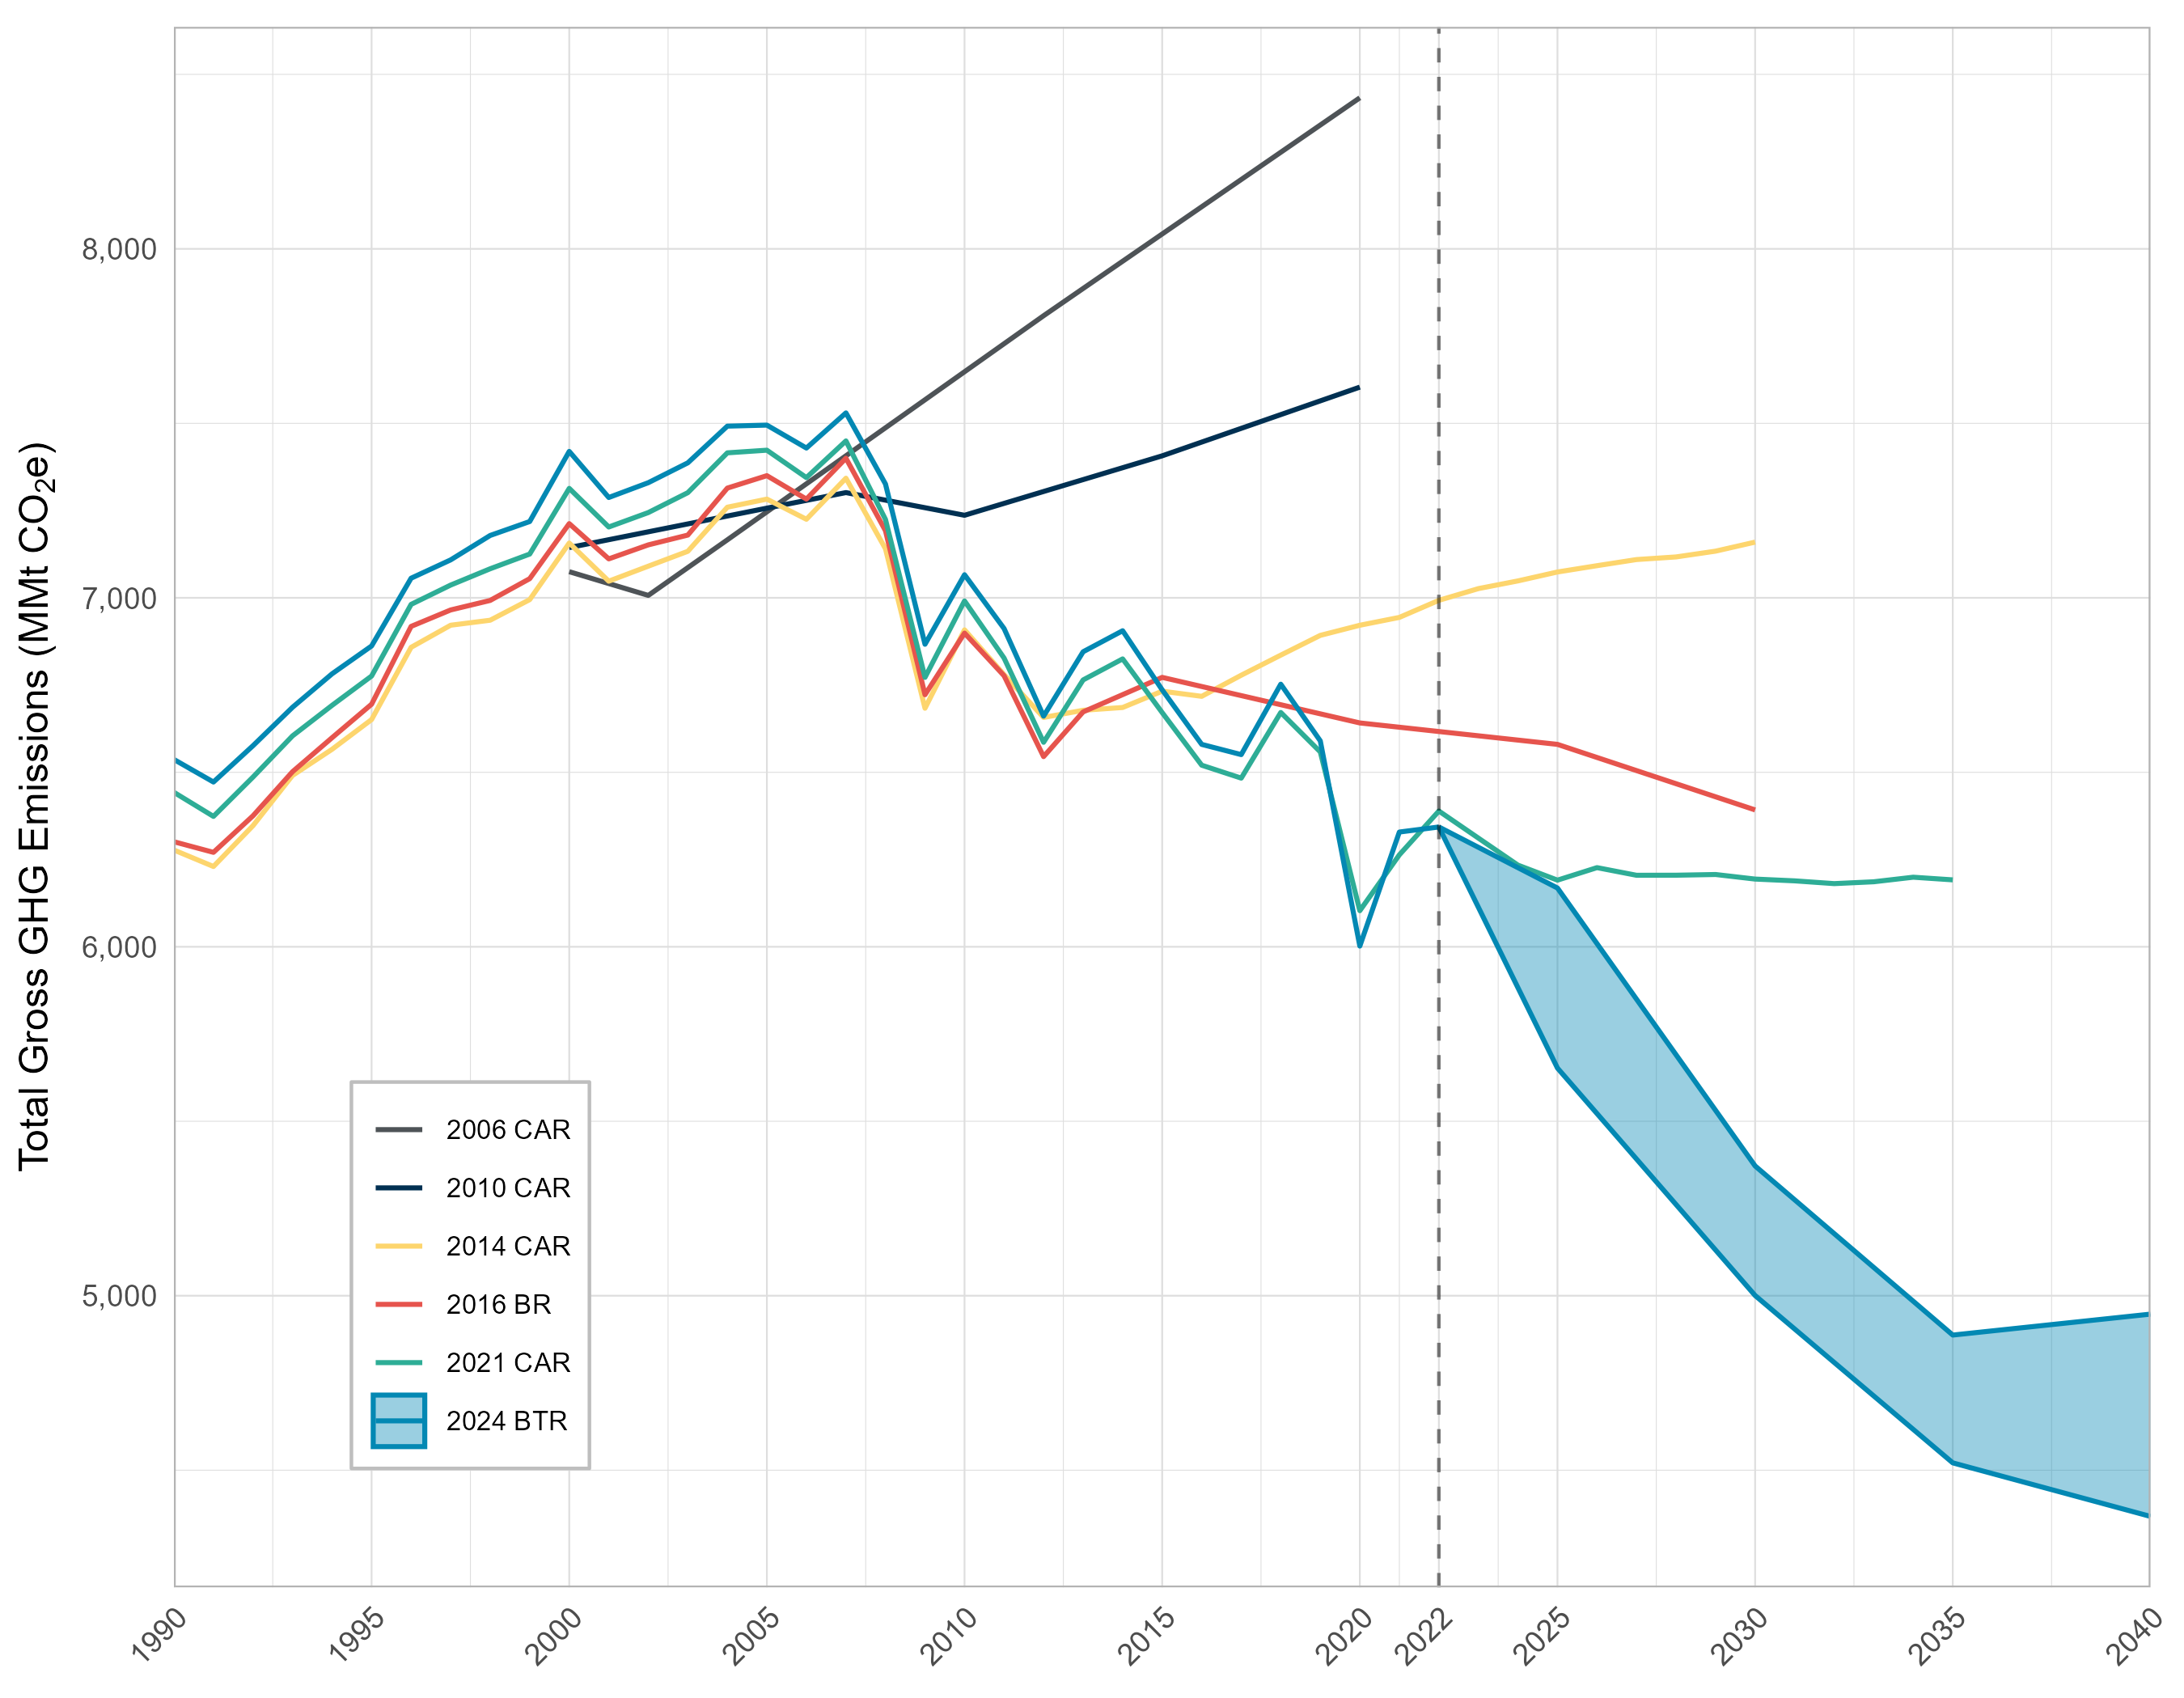 Total Gross GHG Emissions (MMt CO₂e)
8,000
7,000
6,000
5,000
2006 CAR
2010 CAR
2014 CAR
2016 BR
2021 CAR
2024 BTR
1990
1995
2000
2005
2010
2015
2020
2022
2025
2030
2035
2040